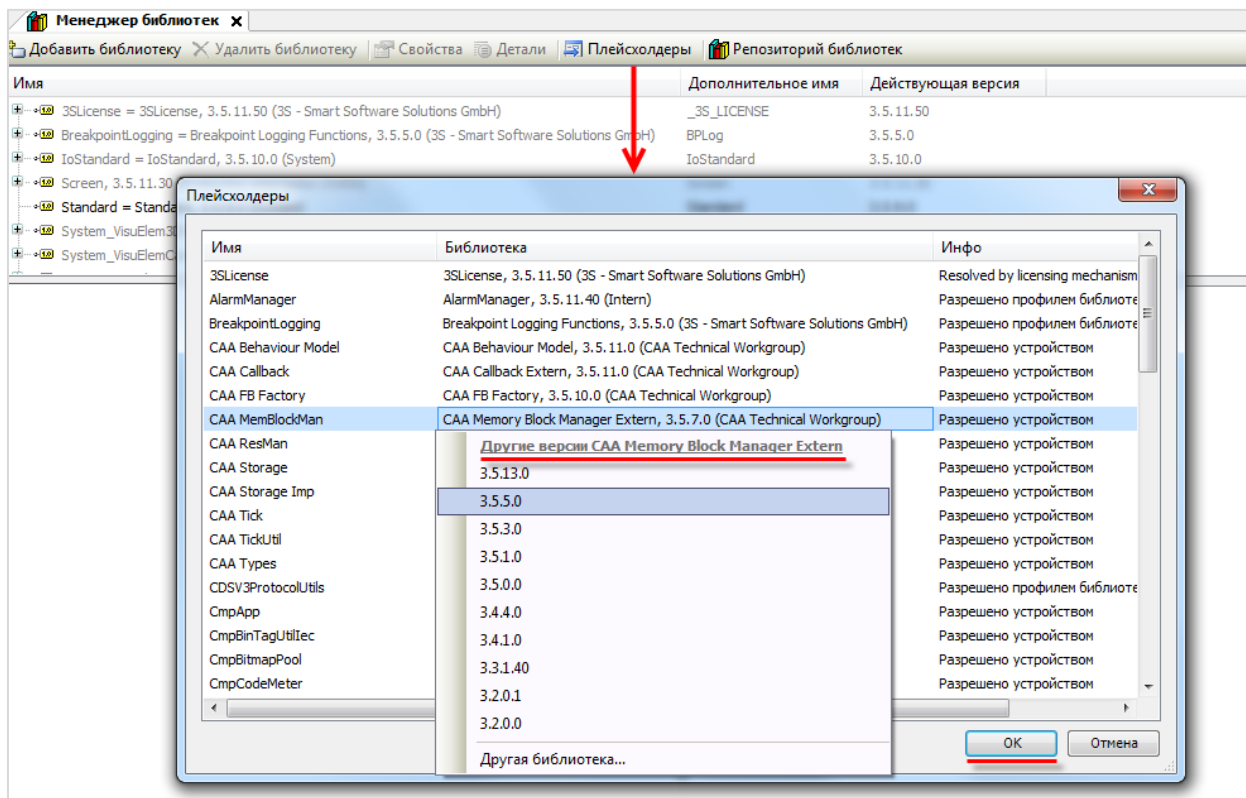 Менеджер библиотек x
Добавить библиотеку Удалить библиотеку Свойства Детали Плейсхолдеры Репозиторий библиотек
Имя Дополнительное имя Действующая версия
3SLicense = 3SLicense, 3.5.11.50 (3S - Smart Software Solutions GmbH) _3S_LICENSE 3.5.11.50
BreakpointLogging = Breakpoint Logging Functions, 3.5.5.0 (3S - Smart Software Solutions GmbH) BPLog 3.5.5.0
IoStandard = IoStandard, 3.5.10.0 (System) IoStandard 3.5.10.0
Screen, 3.5.11.30
Standard = Standa
System_VisuElem3D
System_VisuElemC
Плейсхолдеры
Имя Библиотека Инфо
3SLicense 3SLicense, 3.5.11.50 (3S - Smart Software Solutions GmbH) Resolved by licensing mechanism
AlarmManager AlarmManager, 3.5.11.40 (Intern) Разрешено профилем библиоте
BreakpointLogging Breakpoint Logging Functions, 3.5.5.0 (3S - Smart Software Solutions GmbH) Разрешено профилем библиоте
CAA Behaviour Model CAA Behaviour Model, 3.5.11.0 (CAA Technical Workgroup) Разрешено устройством
CAA Callback CAA Callback Extern, 3.5.11.0 (CAA Technical Workgroup) Разрешено устройством
CAA FB Factory CAA FB Factory, 3.5.10.0 (CAA Technical Workgroup) Разрешено устройством
CAA MemBlockMan CAA Memory Block Manager Extern, 3.5.7.0 (CAA Technical Workgroup) Разрешено устройством
CAA ResMan Разрешено устройством
CAA Storage Разрешено устройством
CAA Storage Imp Разрешено устройством
CAA Tick Разрешено устройством
CAA TickUtil Разрешено устройством
CAA Types Разрешено устройством
CDSV3ProtocolUtils Разрешено профилем библиоте
CmpApp Разрешено устройством
CmpBinTagUtilIec Разрешено устройством
CmpBitmapPool Разрешено устройством
CmpCodeMeter Разрешено устройством
Другие версии CAA Memory Block Manager Extern
3.5.13.0
3.5.5.0
3.5.3.0
3.5.1.0
3.5.0.0
3.4.4.0
3.4.1.0
3.3.1.40
3.2.0.1
3.2.0.0
Другая библиотека...
OK Отмена